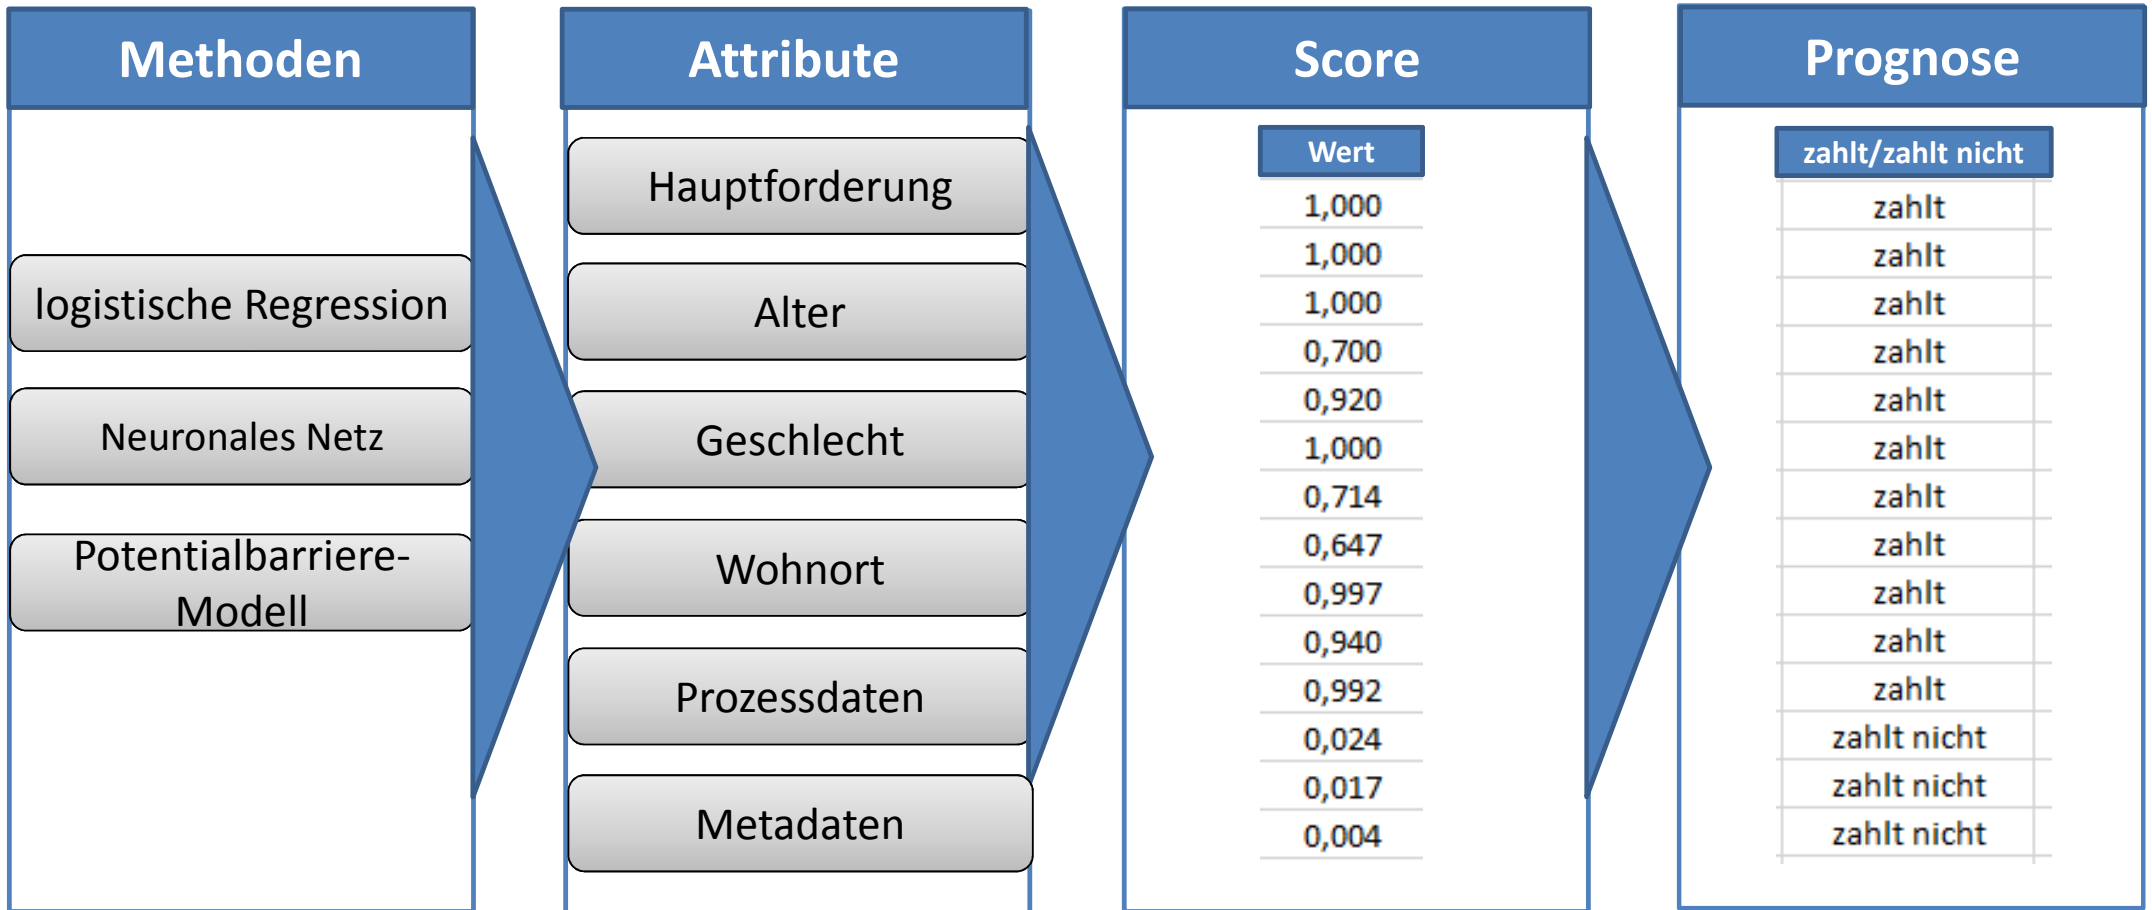 Methoden
logistische Regression
Neuronales Netz
Potentialbarriere-
Modell
Attribute
Hauptforderung
Alter
Geschlecht
Wohnort
Prozessdaten
Metadaten
Score
Wert
1,000
1,000
1,000
0,700
0,920
1,000
0,714
0,647
0,997
0,940
0,992
0,024
0,017
0,004
Prognose
zahlt/zahlt nicht
zahlt
zahlt
zahlt
zahlt
zahlt
zahlt
zahlt
zahlt
zahlt
zahlt
zahlt
zahlt nicht
zahlt nicht
zahlt nicht